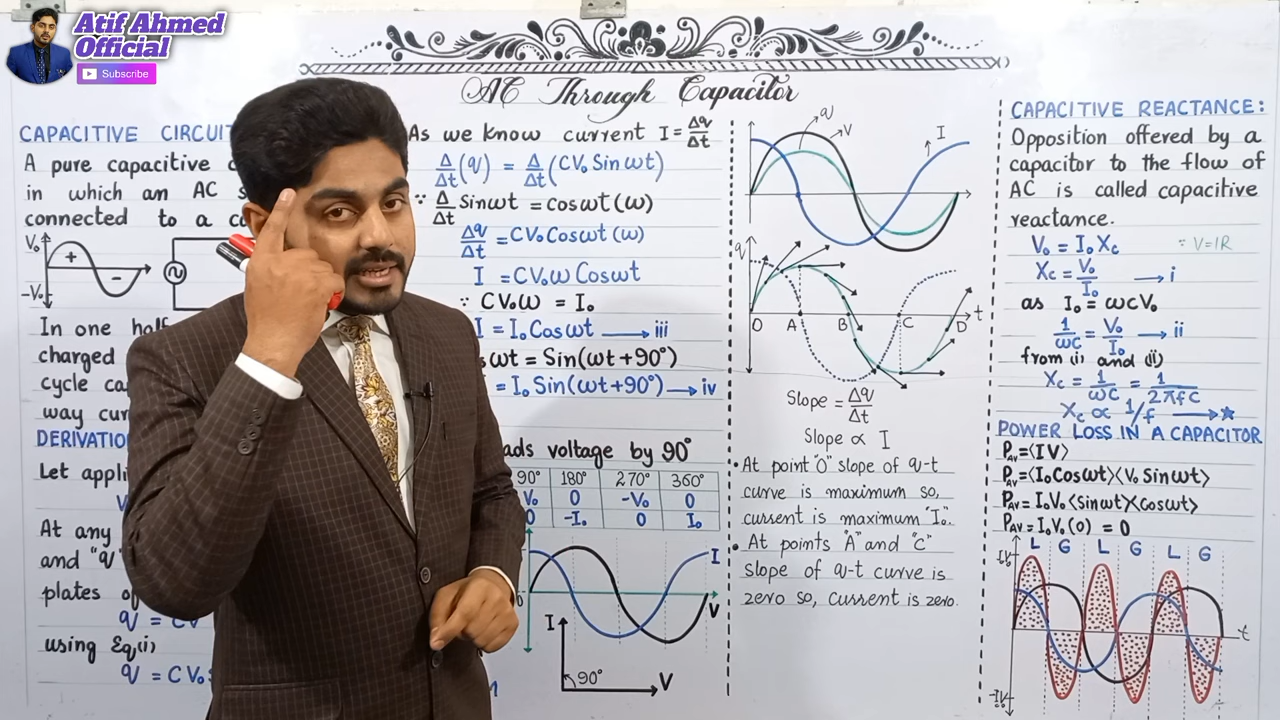 Atif Ahmed
Official
Subscribe
AC Through Capacitor
CAPACITIVE CIRCUIT
A pure capacitive
in which an AC
connected to a
V₀
+
-
-V₀
In one half
charged
cycle
way
DERIVATION
Let
At any
and "q"
plates
q = CV
using Eq(i)
q = CV₀
As we know current I = Δq/Δt
Δ/Δt(q) = Δ/Δt(CV₀ Sin ωt)
∵ Δ/Δt Sinωt = cosωt (ω)
Δq/Δt = CV₀Cosωt (ω)
I = CV₀ω Cosωt
∵ CV₀ω = I₀
I = I₀Cosωt → iii
ωt = Sin(ωt+90°)
= I₀ Sin(ωt+90°) → iv
voltage by 90°
90° 180° 270° 360°
V₀ 0 -V₀ 0
0 -I₀ 0 I₀
I
V
I
90°
V
q
V
I
q
O A B C D t
Slope = Δq/Δt
Slope ∝ I
• At point "O" slope of q-t
curve is maximum so,
current is maximum "I₀".
• At points "A" and "C"
slope of q-t curve is
zero so, current is zero.
CAPACITIVE REACTANCE:
Opposition offered by a
capacitor to the flow of
AC is called capacitive
reactance.
V₀ = I₀ Xc ∵ V=IR
Xc = V₀/I₀ → i
as I₀ = ωCV₀
1/ωC = V₀/I₀ → ii
from (i) and (ii)
Xc = 1/ωC = 1/2πfC
Xc ∝ 1/f → ★
POWER LOSS IN A CAPACITOR
P_AV = ⟨IV⟩
P_AV = ⟨I₀Cosωt⟩⟨V₀ Sinωt⟩
P_AV = I₀V₀ ⟨Sinωt⟩⟨Cosωt⟩
P_AV = I₀V₀ (0) = 0
L G L G L G
t